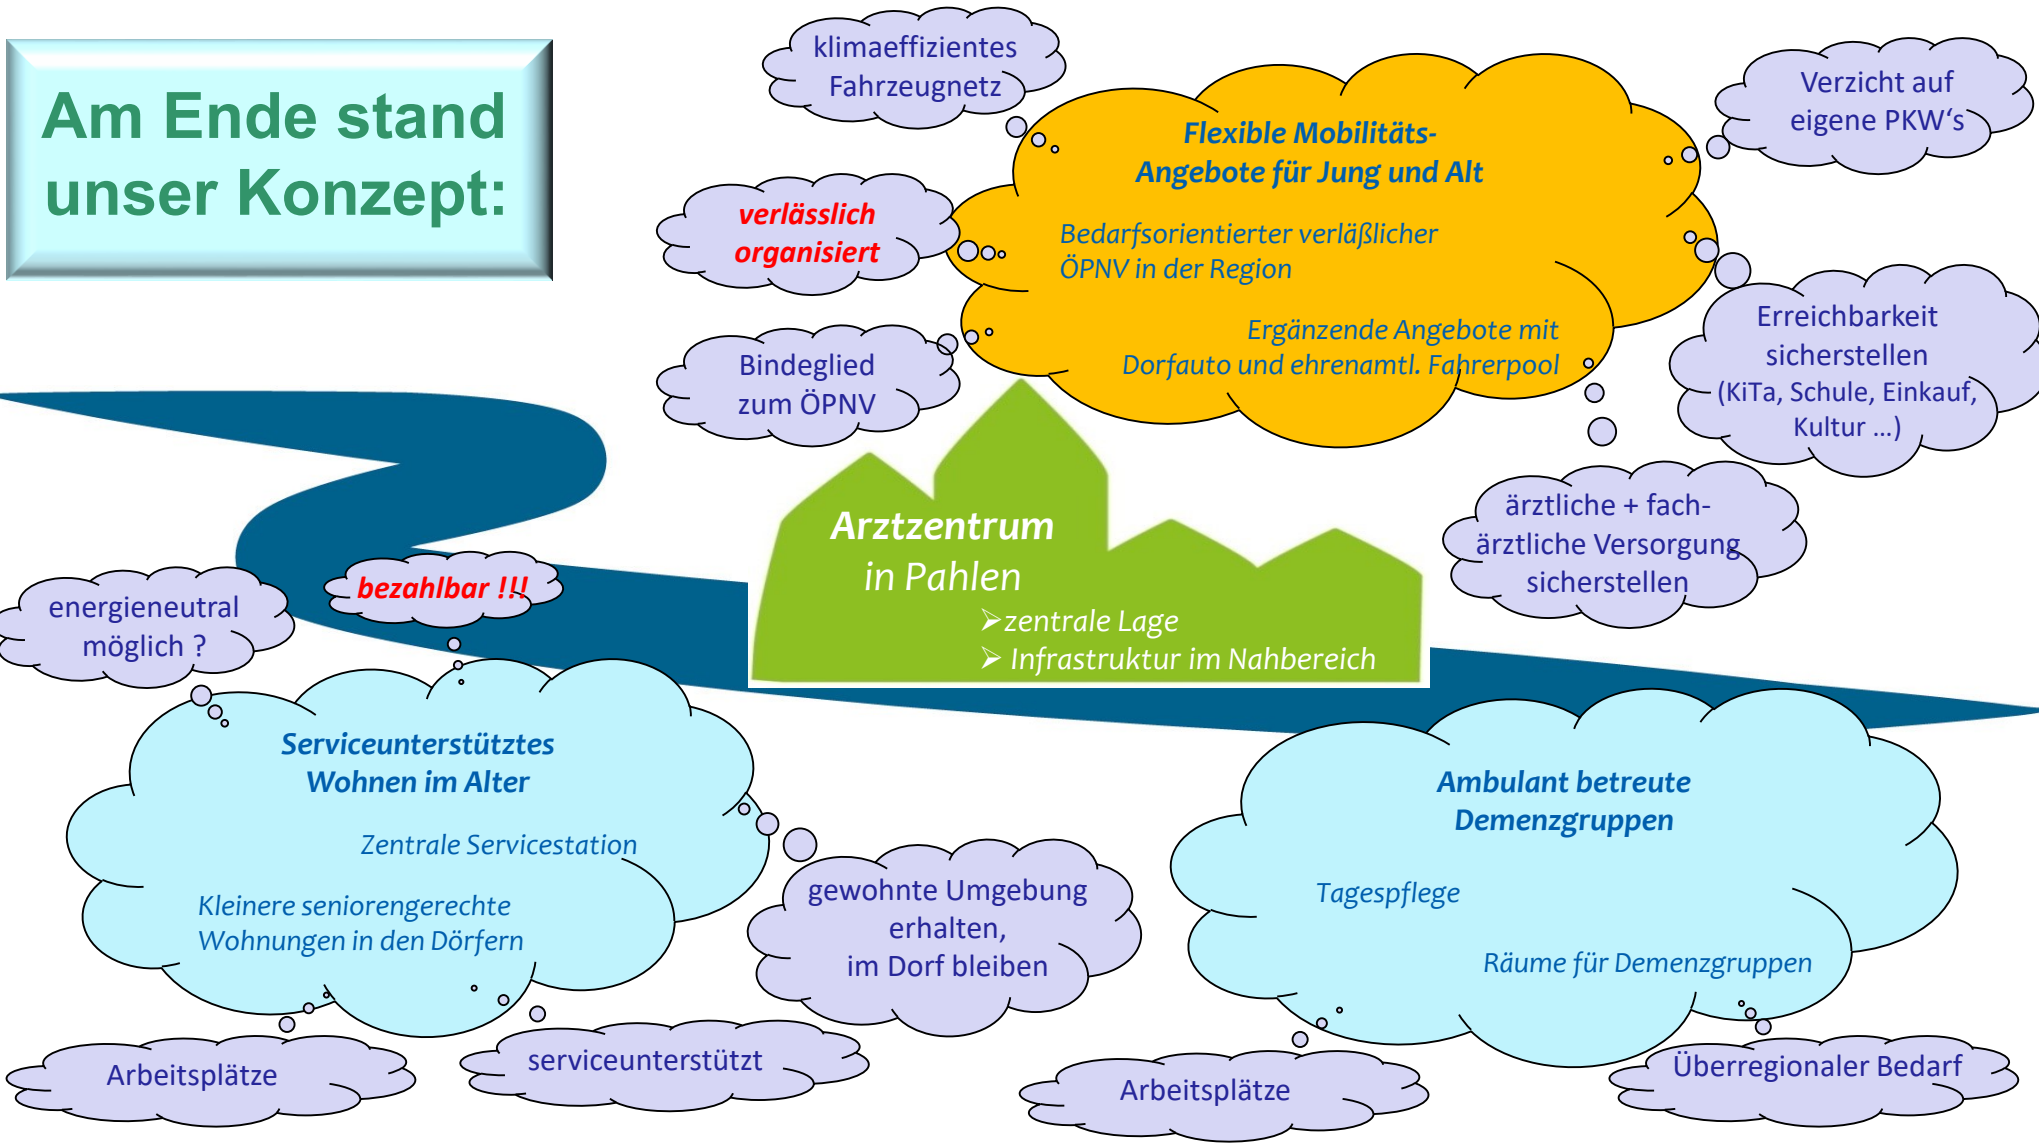 Am Ende stand
unser Konzept:
klimaeffizientes
Fahrzeugnetz
Verzicht auf
eigene PKW‘s
Flexible Mobilitäts-
Angebote für Jung und Alt
Bedarfsorientierter verläßlicher
ÖPNV in der Region
Ergänzende Angebote mit
Dorfauto und ehrenamtl. Fahrerpool
verlässlich
organisiert
Bindeglied
zum ÖPNV
Erreichbarkeit
sicherstellen
(KiTa, Schule, Einkauf,
Kultur ...)
ärztliche + fach-
ärztliche Versorgung
sicherstellen
Arztzentrum
in Pahlen
➢zentrale Lage
➢ Infrastruktur im Nahbereich
energieneutral
möglich ?
bezahlbar !!!
Serviceunterstütztes
Wohnen im Alter
Zentrale Servicestation
Kleinere seniorengerechte
Wohnungen in den Dörfern
gewohnte Umgebung
erhalten,
im Dorf bleiben
Arbeitsplätze
serviceunterstützt
Ambulant betreute
Demenzgruppen
Tagespflege
Räume für Demenzgruppen
Arbeitsplätze
Überregionaler Bedarf